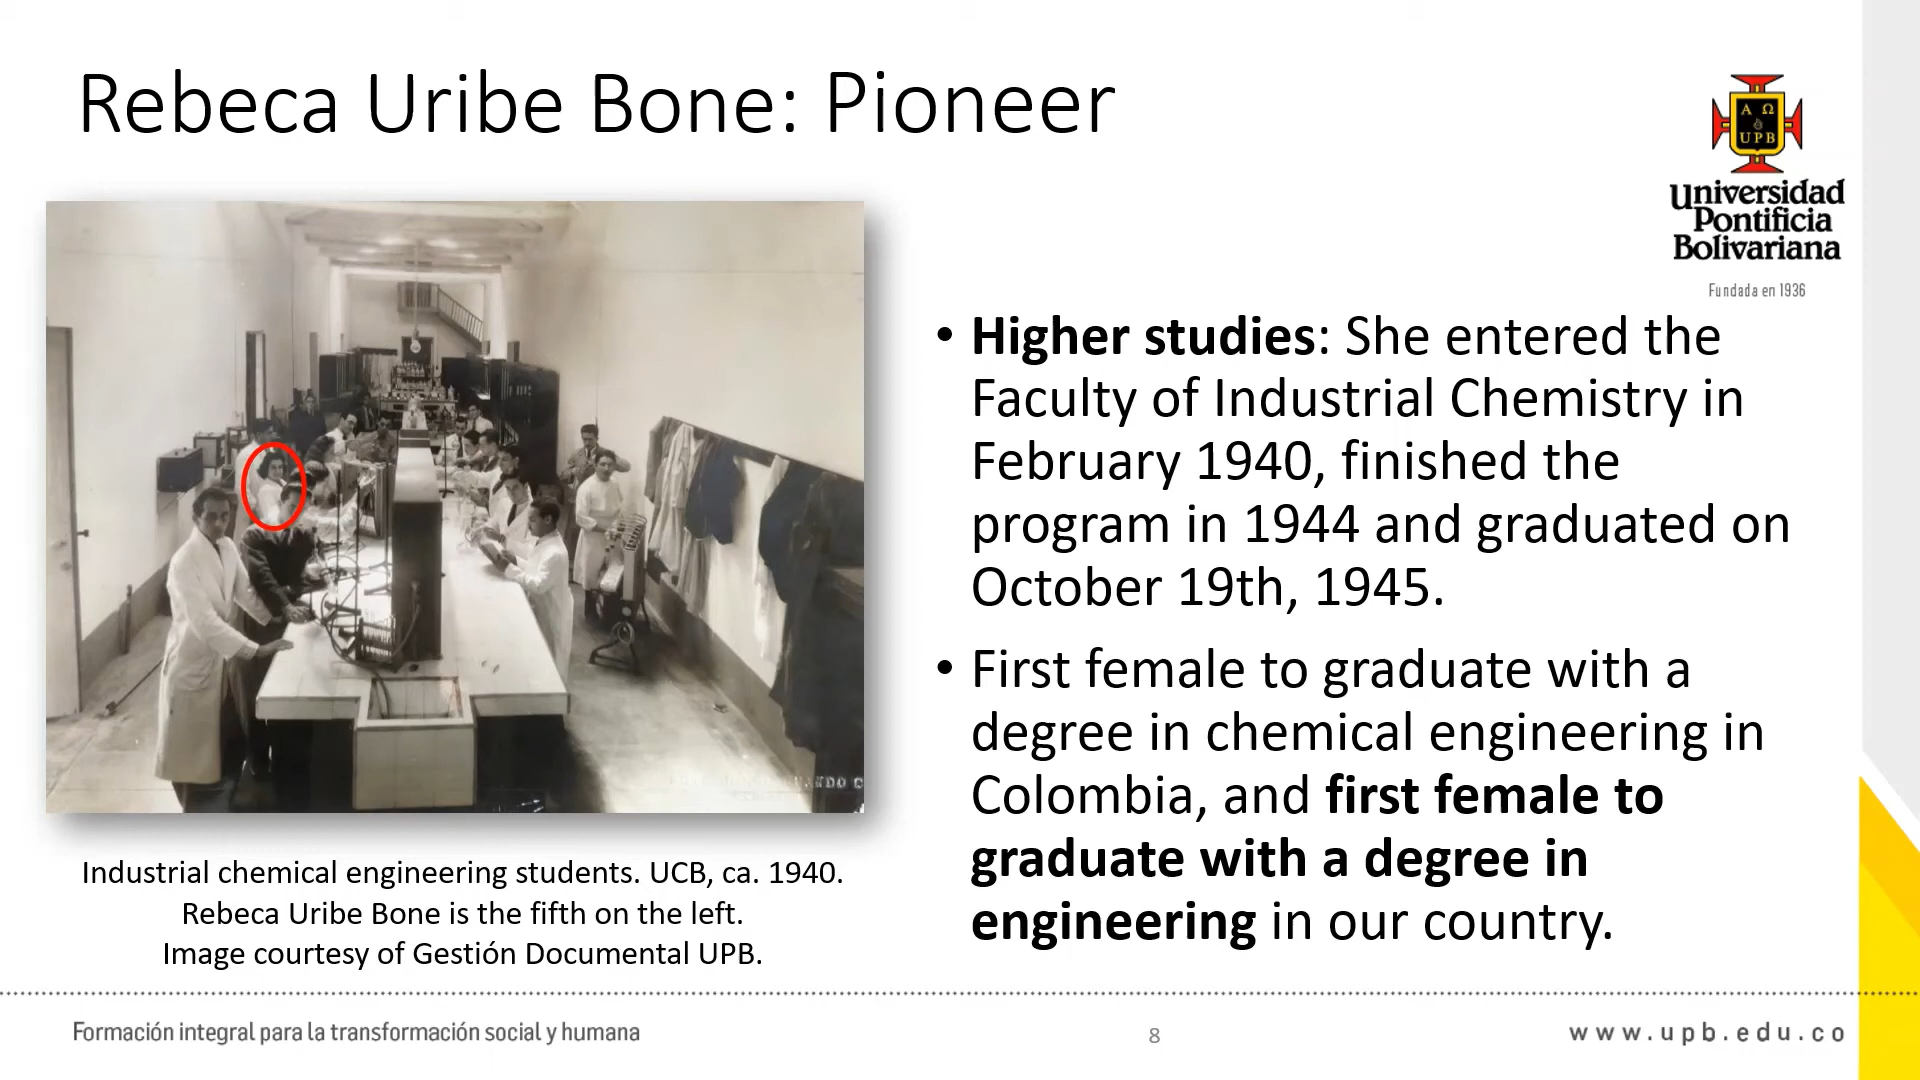 Rebeca Uribe Bone: Pioneer
Α Ω
UPB
Universidad
Pontificia
Bolivariana
Fundada en 1936
• Higher studies: She entered the
Faculty of Industrial Chemistry in
February 1940, finished the
program in 1944 and graduated on
October 19th, 1945.
• First female to graduate with a
degree in chemical engineering in
Colombia, and first female to
graduate with a degree in
engineering in our country.
Industrial chemical engineering students. UCB, ca. 1940.
Rebeca Uribe Bone is the fifth on the left.
Image courtesy of Gestión Documental UPB.
Formación integral para la transformación social y humana
8
www.upb.edu.co